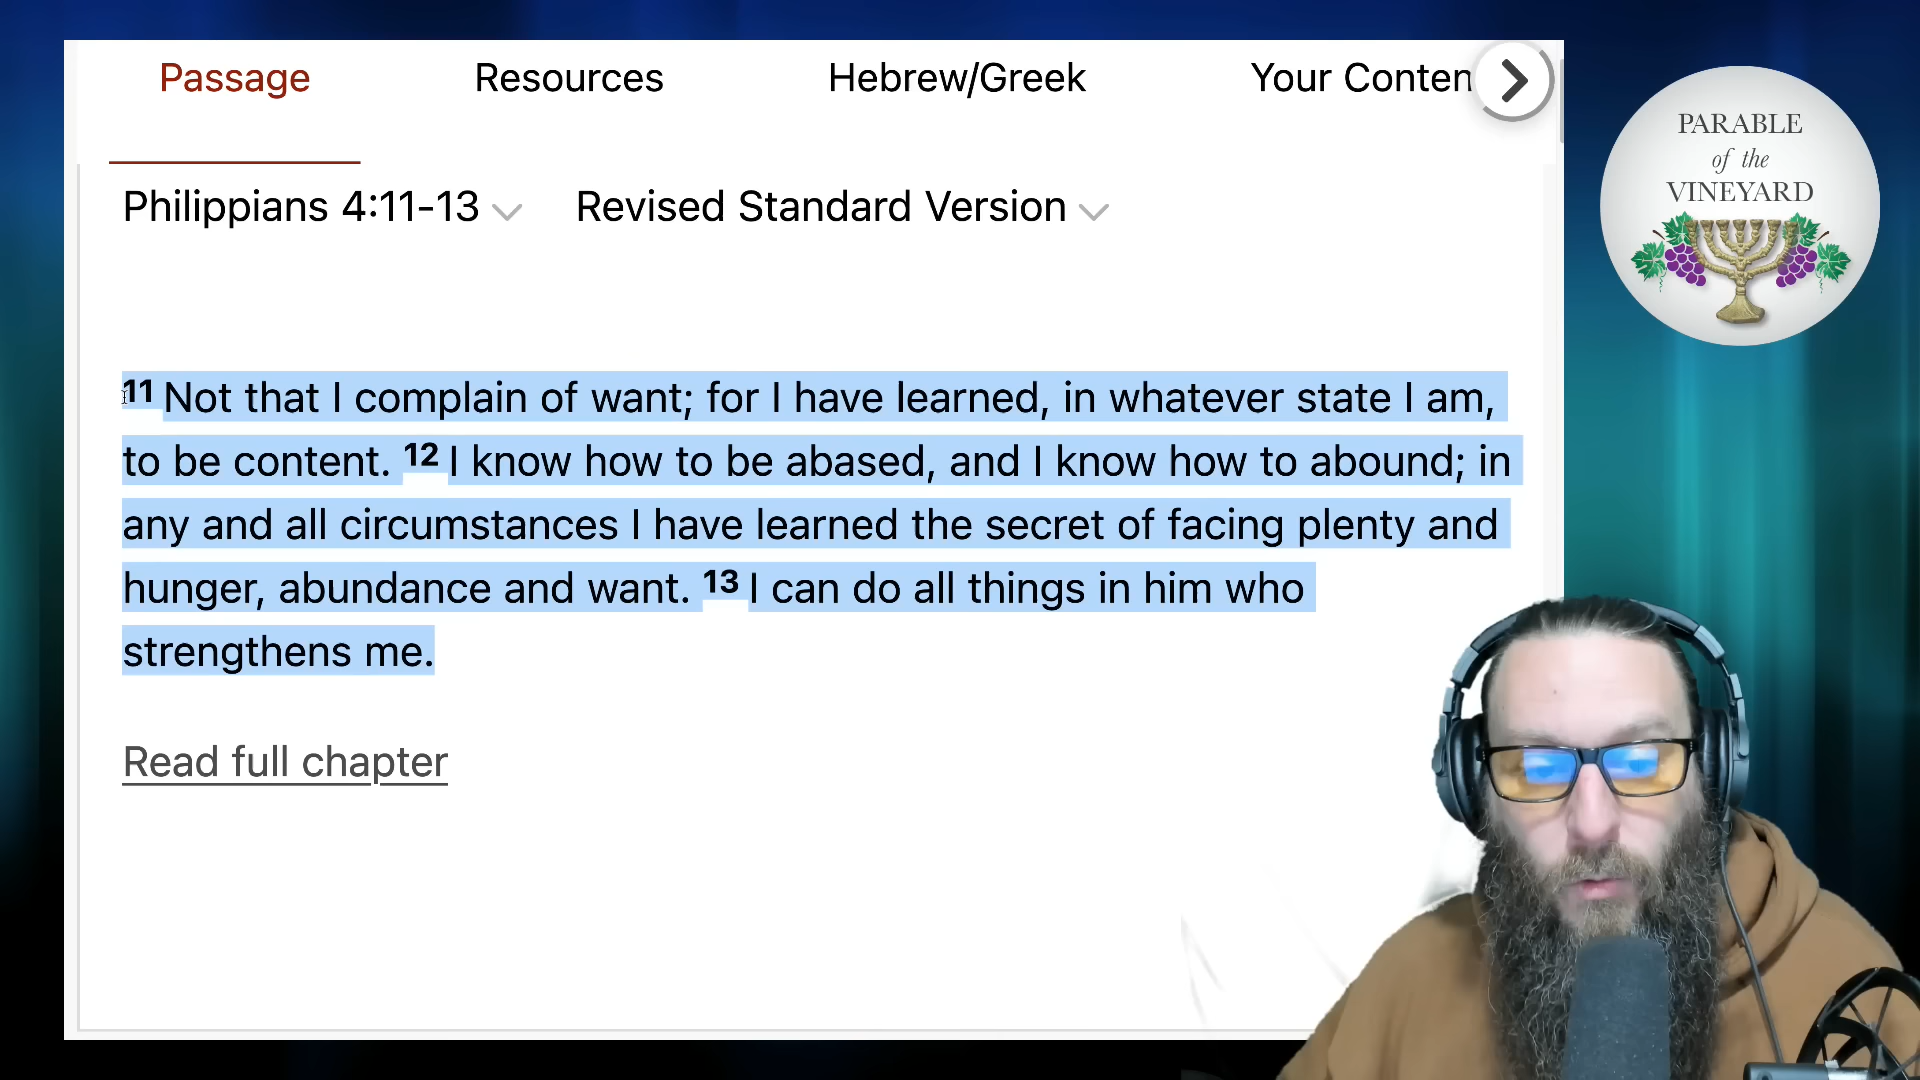 Passage Resources Hebrew/Greek Your Conten
PARABLE
of the
VINEYARD
Philippians 4:11-13 Revised Standard Version
11 Not that I complain of want; for I have learned, in whatever state I am,
to be content. 12 I know how to be abased, and I know how to abound; in
any and all circumstances I have learned the secret of facing plenty and
hunger, abundance and want. 13 I can do all things in him who
strengthens me.
Read full chapter